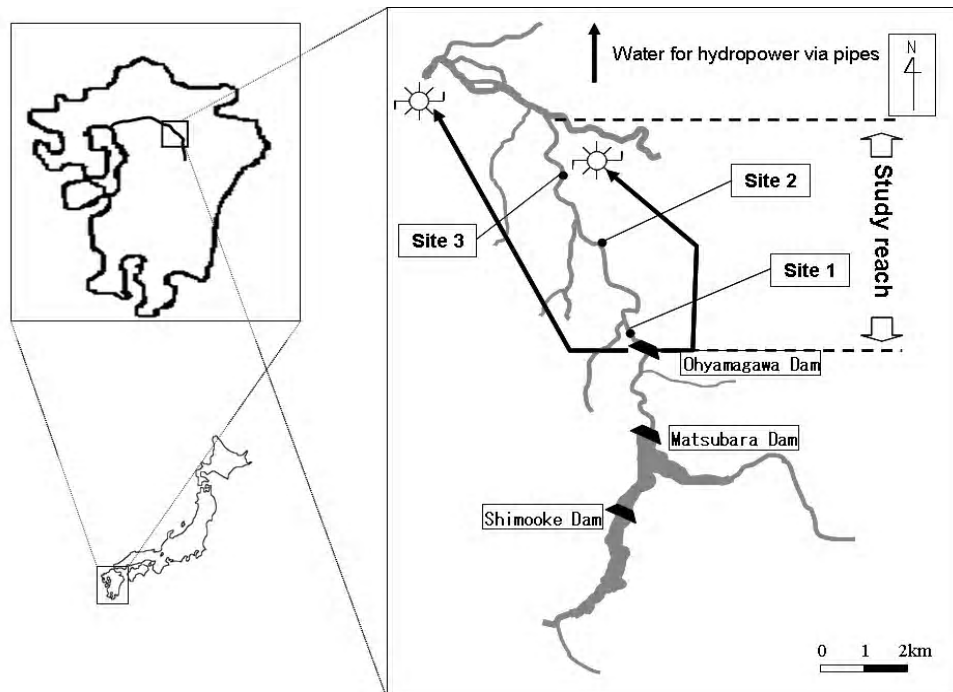 Water for hydropower via pipes
N
Site 2
Site 3
Study reach
Site 1
Ohyamagawa Dam
Matsubara Dam
Shimooke Dam
0 1 2km